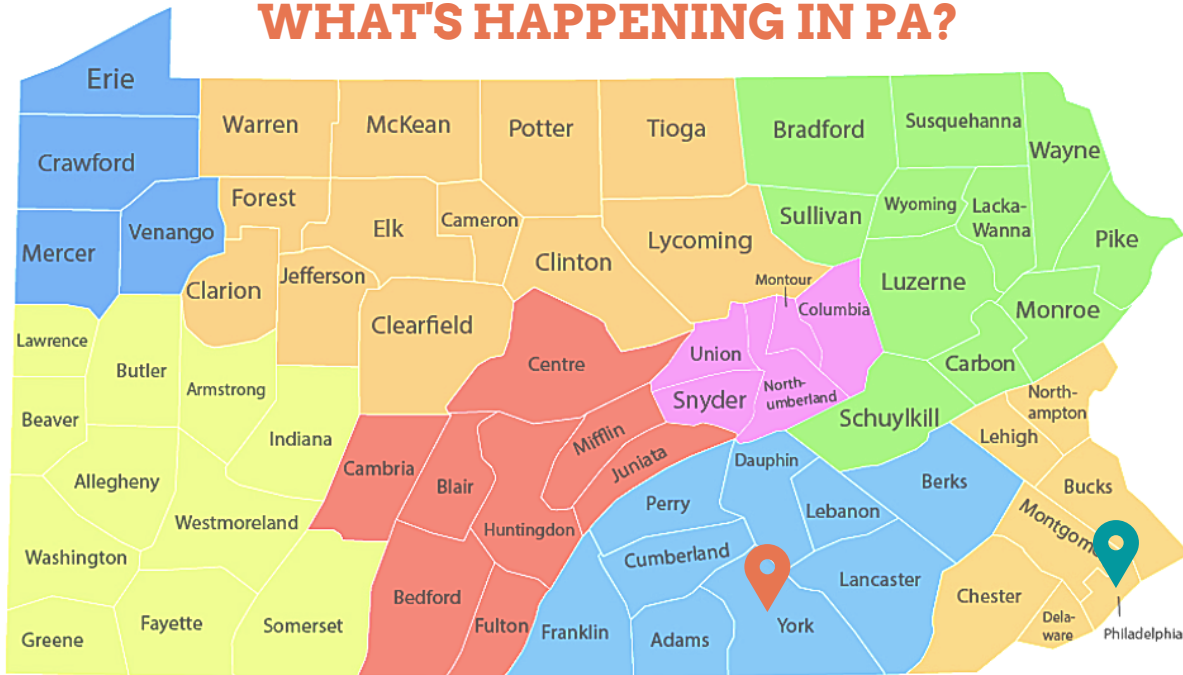 WHAT'S HAPPENING IN PA?
Erie
Warren
McKean
Potter
Tioga
Bradford
Susquehanna
Wayne
Crawford
Forest
Elk
Cameron
Sullivan
Wyoming
Lacka-
Wanna
Pike
Mercer
Venango
Clarion
Jefferson
Clinton
Lycoming
Montour
Columbia
Luzerne
Monroe
Lawrence
Butler
Armstrong
Clearfield
Centre
Union
Snyder
North-
umberland
Carbon
Schuylkill
North-
ampton
Lehigh
Beaver
Allegheny
Indiana
Cambria
Blair
Mifflin
Juniata
Huntingdon
Dauphin
Perry
Lebanon
Berks
Bucks
Montgom
Washington
Westmoreland
Cumberland
Lancaster
Chester
Greene
Fayette
Somerset
Bedford
Fulton
Franklin
Adams
York
Dela-
ware
Philadelphia